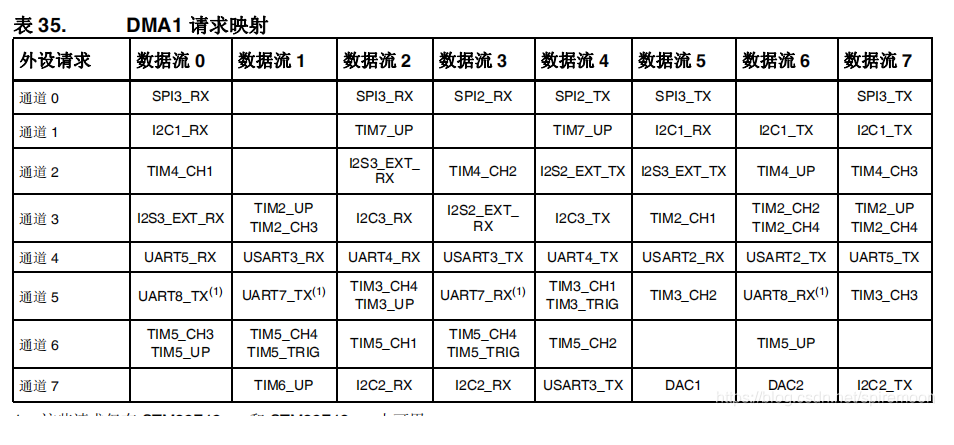 表 35. DMA1 请求映射
外设请求 数据流 0 数据流 1 数据流 2 数据流 3 数据流 4 数据流 5 数据流 6 数据流 7
通道 0 SPI3_RX SPI3_RX SPI2_RX SPI2_TX SPI3_TX SPI3_TX
通道 1 I2C1_RX TIM7_UP TIM7_UP I2C1_RX I2C1_TX I2C1_TX
通道 2 TIM4_CH1 I2S3_EXT_
RX TIM4_CH2 I2S2_EXT_TX I2S3_EXT_TX TIM4_UP TIM4_CH3
通道 3 I2S3_EXT_RX TIM2_UP
TIM2_CH3 I2C3_RX I2S2_EXT_
RX I2C3_TX TIM2_CH1 TIM2_CH2
TIM2_CH4 TIM2_UP
TIM2_CH4
通道 4 UART5_RX USART3_RX UART4_RX USART3_TX UART4_TX USART2_RX USART2_TX UART5_TX
通道 5 UART8_TX(1) UART7_TX(1) TIM3_CH4
TIM3_UP UART7_RX(1) TIM3_CH1
TIM3_TRIG TIM3_CH2 UART8_RX(1) TIM3_CH3
通道 6 TIM5_CH3
TIM5_UP TIM5_CH4
TIM5_TRIG TIM5_CH1 TIM5_CH4
TIM5_TRIG TIM5_CH2 TIM5_UP
通道 7 TIM6_UP I2C2_RX I2C2_RX USART3_TX DAC1 DAC2 I2C2_TX